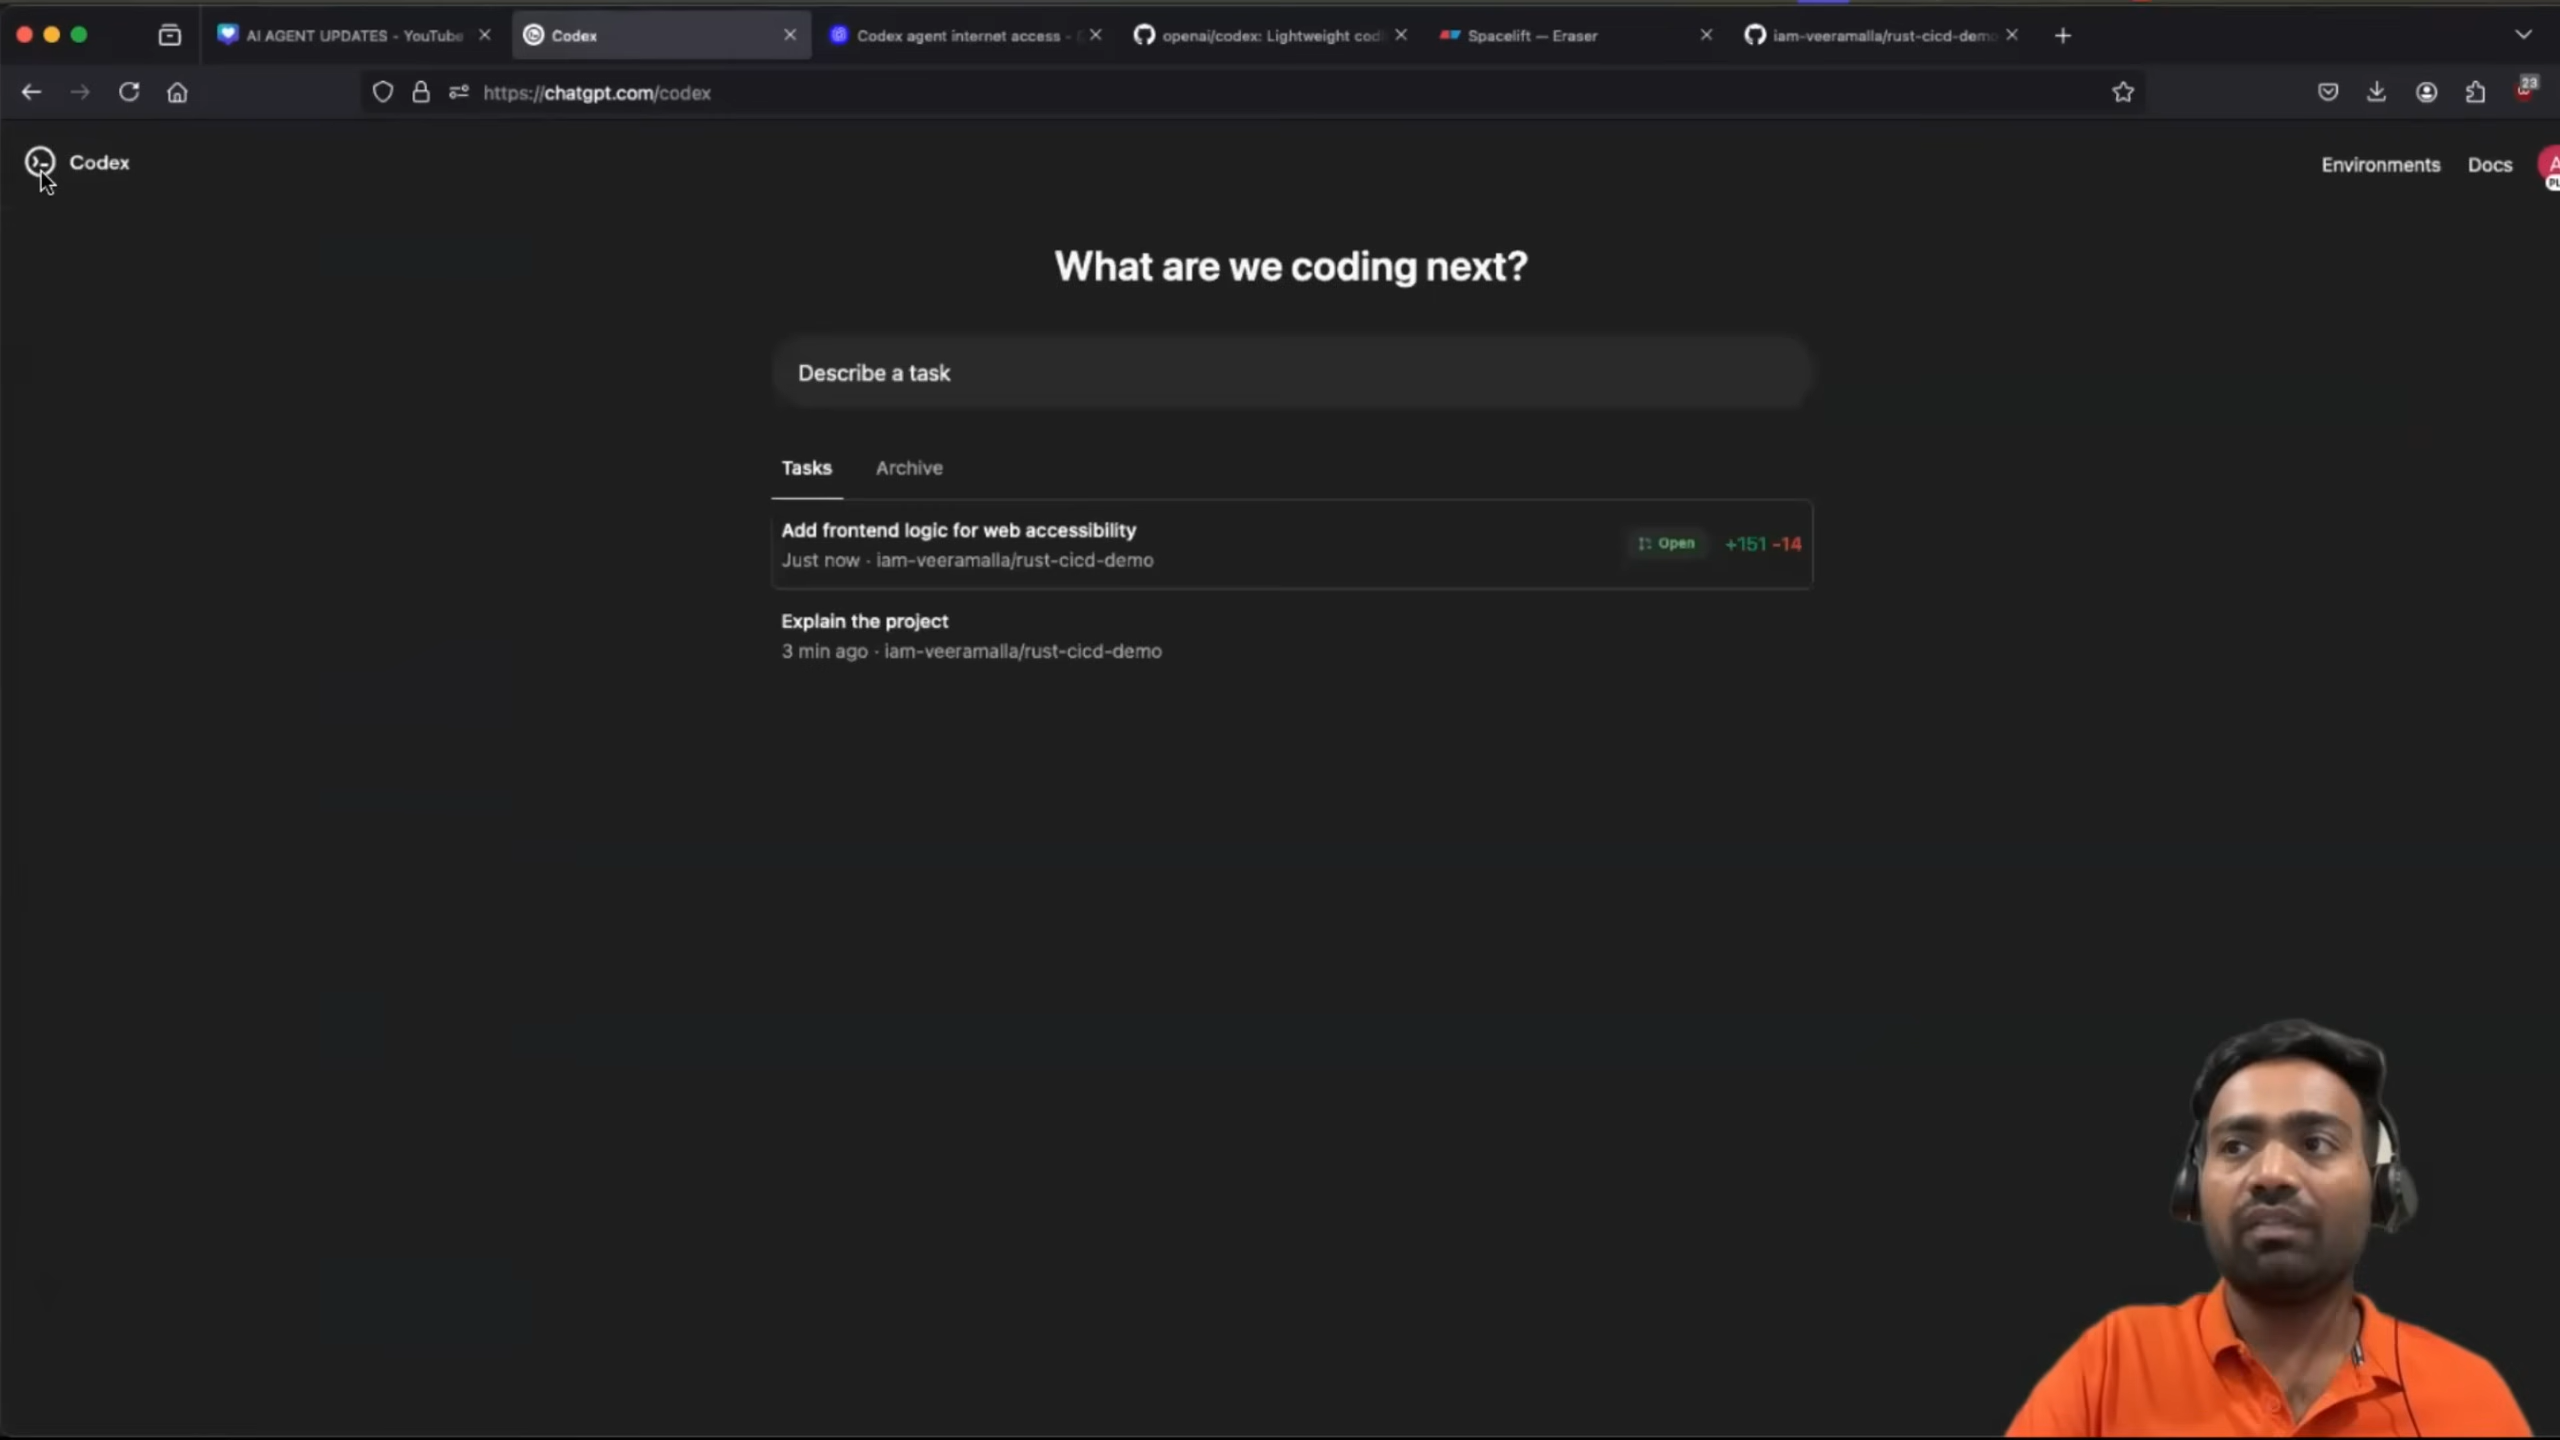 AI AGENT UPDATES - YouTube
Codex
Codex agent internet access -
openai/codex: Lightweight cod
Spacelift — Eraser
iam-veeramalla/rust-cicd-demo
https://chatgpt.com/codex
23
Codex
Environments
Docs
A
PL
What are we coding next?
Describe a task
Tasks
Archive
Add frontend logic for web accessibility
Just now · iam-veeramalla/rust-cicd-demo
Open
+151 -14
Explain the project
3 min ago · iam-veeramalla/rust-cicd-demo